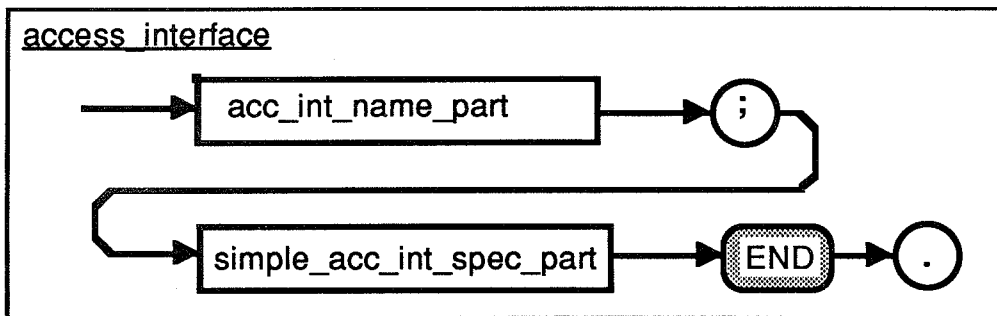 access_interface
acc_int_name_part ;
simple_acc_int_spec_part END .